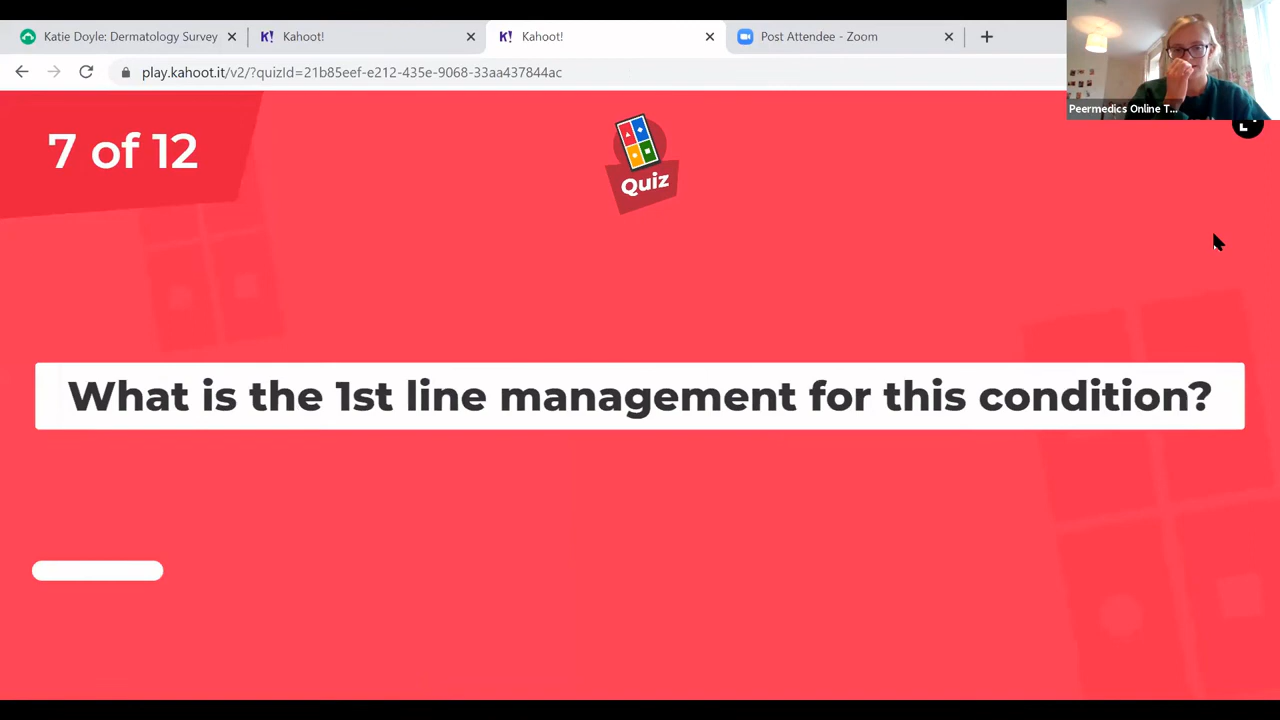 Katie Doyle: Dermatology Survey
K! Kahoot!
K! Kahoot!
Post Attendee - Zoom
play.kahoot.it/v2/?quizId=21b85eef-e212-435e-9068-33aa437844ac
Peermedics Online T...
7 of 12
Quiz
What is the 1st line management for this condition?